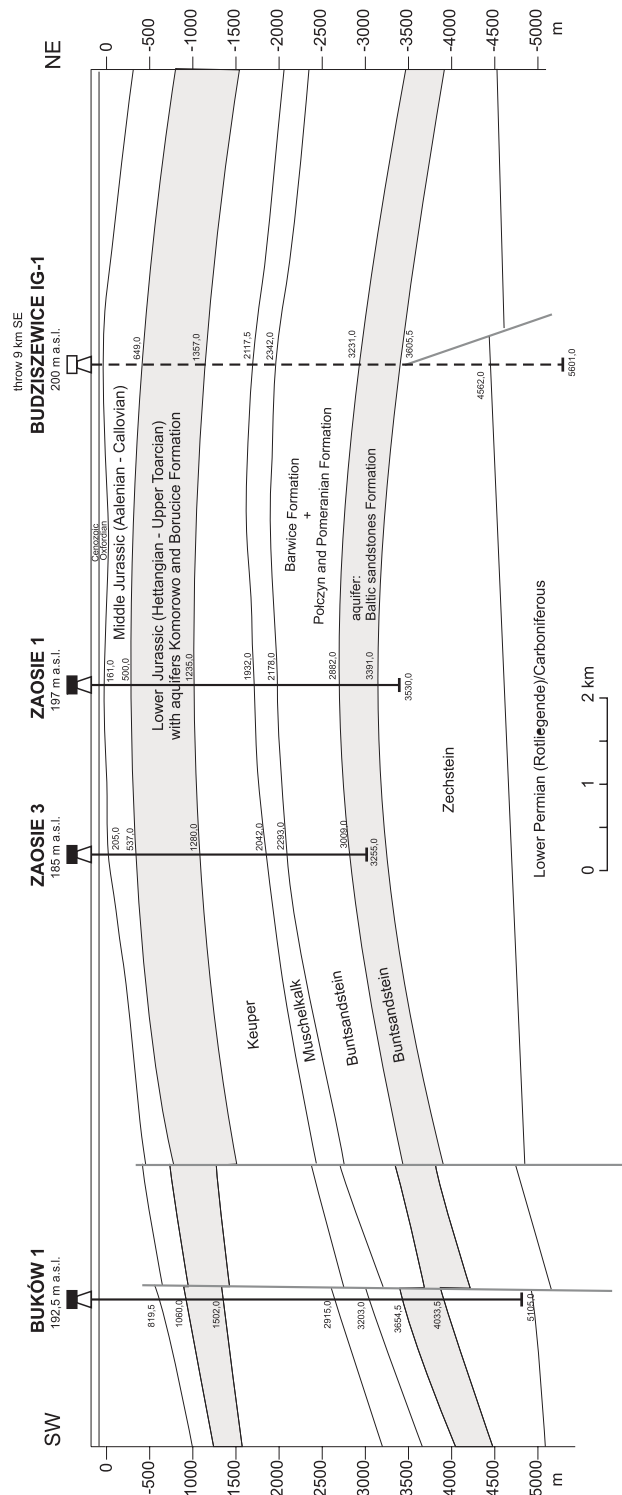 SW
NE
BUKÓW 1
192,5 m a.s.l.
ZAOSIE 3
185 m a.s.l.
ZAOSIE 1
197 m a.s.l.
throw 9 km SE
BUDZISZEWICE IG-1
200 m a.s.l.
0
-500
-1000
-1500
-2000
-2500
-3000
-3500
-4000
-4500
-5000
m
0
-500
-1000
-1500
-2000
-2500
-3000
-3500
-4000
-4500
-5000
m
819,5
1060,0
1502,0
2915,0
3203,0
3654,5
4033,5
5105,0
205,0
537,0
1280,0
2042,0
2293,0
3009,0
3255,0
161,0
500,0
1235,0
1932,0
2178,0
2882,0
3391,0
3530,0
649,0
1357,0
2117,5
2342,0
3231,0
3605,5
4562,0
5601,0
Cenozoic
Oxfordian
Middle Jurassic (Aalenian - Callovian)
Lower Jurassic (Hettangian - Upper Toarcian)
with aquifers Komorowo and Borucice Formation
Keuper
Muschelkalk
Buntsandstein
Buntsandstein
Barwice Formation
+
Połczyn and Pomeranian Formation
aquifer:
Baltic sandstones Formation
Zechstein
Lower Permian (Rotliegende)/Carboniferous
0 1 2 km